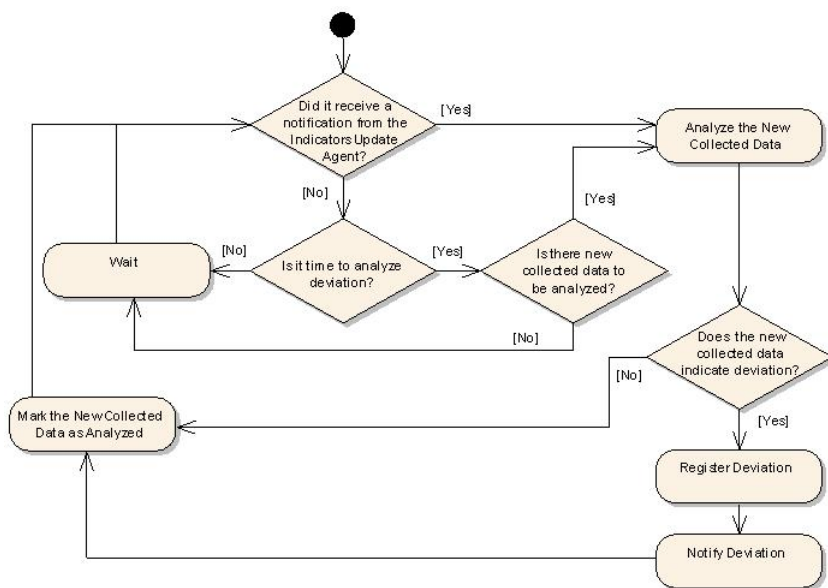 Did it receive a
notification from the
Indicators Update
Agent?
[Yes]
Analyze the New
Collected Data
[No]
[Yes]
Wait
[No]
Is it time to analyze
deviation?
[Yes]
Is there new
collected data to
be analyzed?
[No]
Does the new
collected data
indicate deviation?
[No]
Mark the New Collected
Data as Analyzed
[Yes]
Register Deviation
Notify Deviation